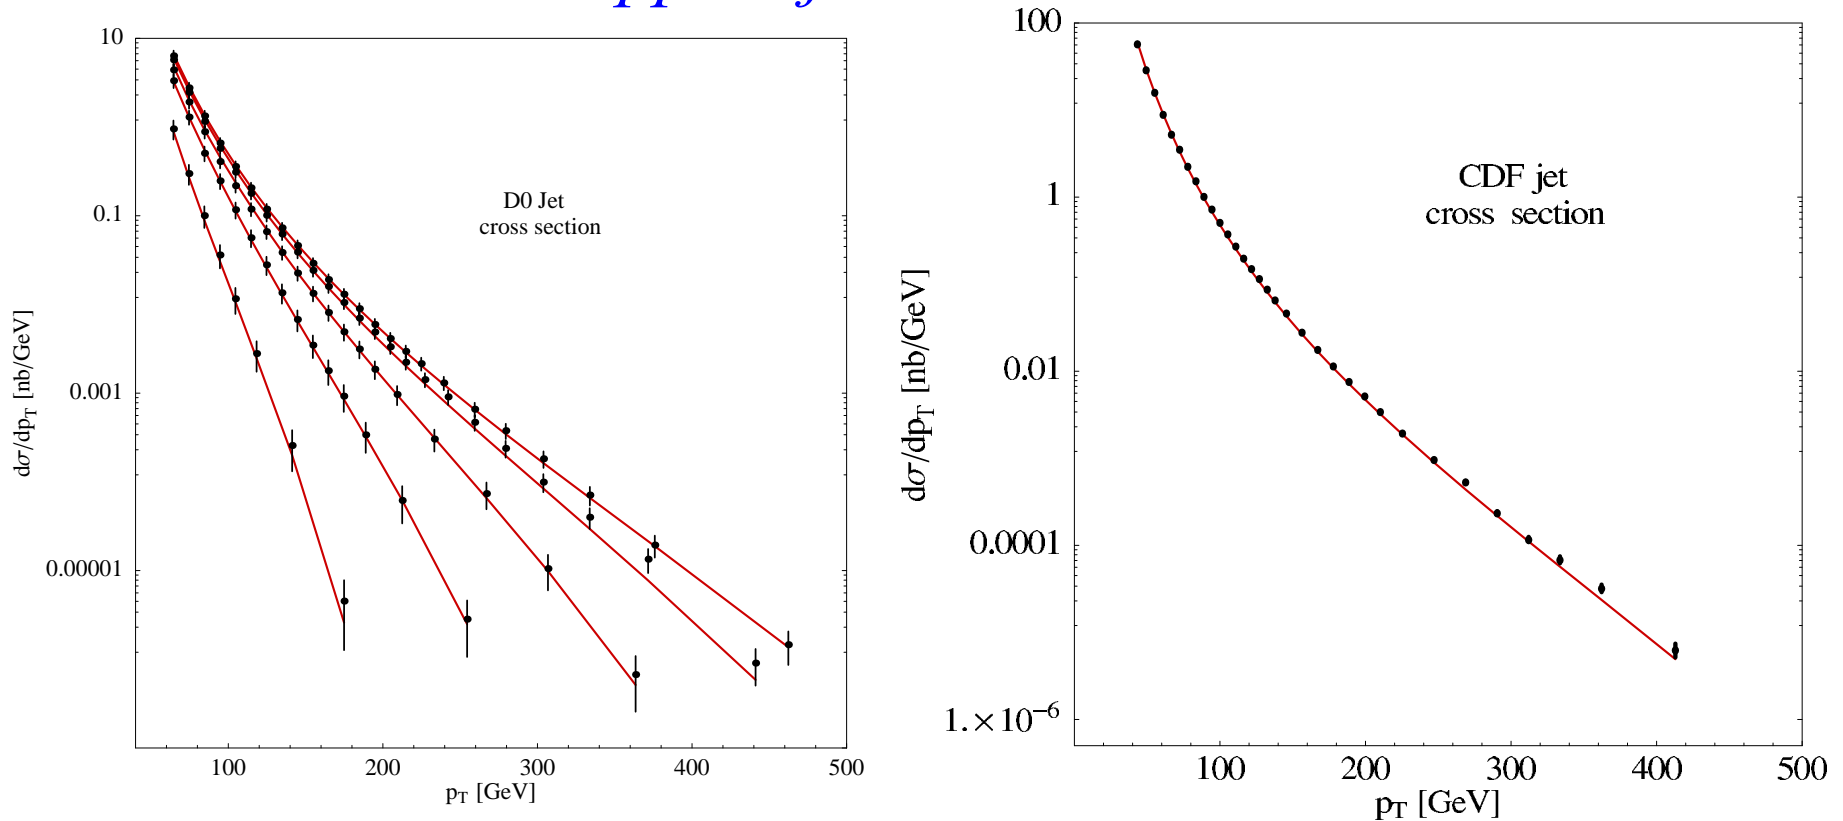 10
0.1
0.001
0.00001
dσ/dp_T [nb/GeV]
D0 Jet
cross section
100 200 300 400 500
p_T [GeV]
100
1
0.01
0.0001
1.×10⁻⁶
dσ/dp_T [nb/GeV]
CDF jet
cross section
100 200 300 400 500
p_T [GeV]